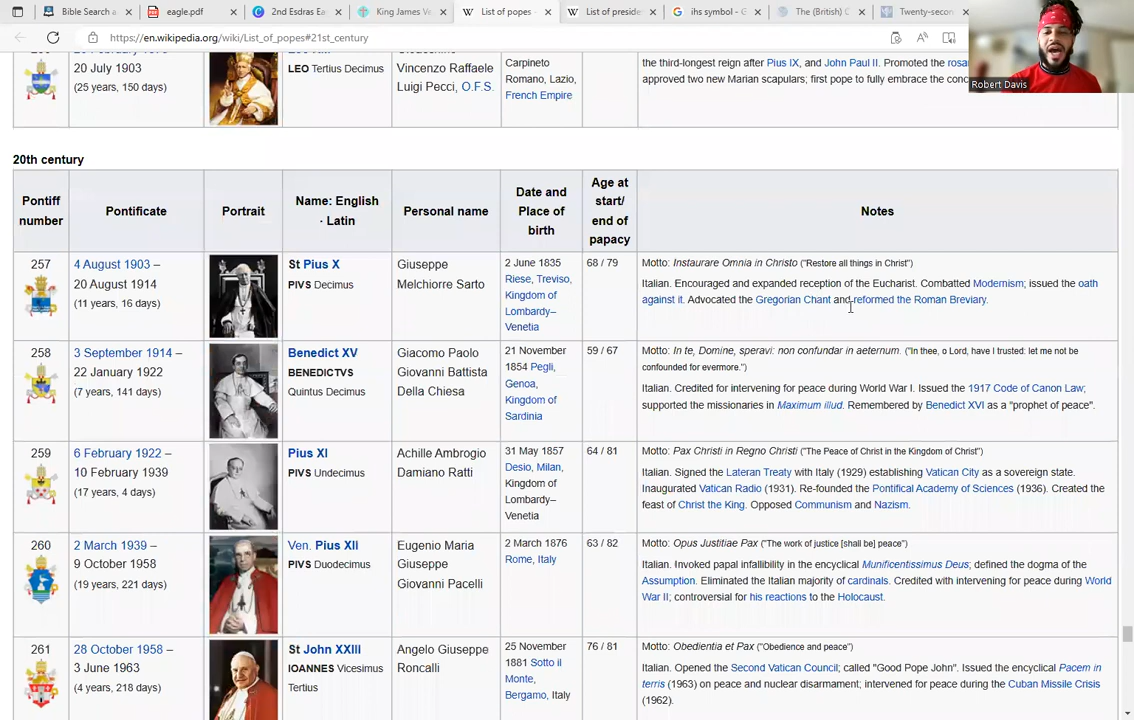 Bible Search a
eagle.pdf
2nd Esdras Ea
King James Ve
List of popes -
List of preside
ihs symbol - G
The (British) C
Twenty-secon
https://en.wikipedia.org/wiki/List_of_popes#21st_century
Robert Davis
20 July 1903
(25 years, 150 days)
LEO Tertius Decimus
Vincenzo Raffaele
Luigi Pecci, O.F.S.
Carpineto
Romano, Lazio,
French Empire
the third-longest reign after Pius IX, and John Paul II. Promoted the rosa
approved two new Marian scapulars; first pope to fully embrace the conc
20th century
Pontiff
number
Pontificate
Portrait
Name: English
· Latin
Personal name
Date and
Place of
birth
Age at
start/
end of
papacy
Notes
257
4 August 1903 –
20 August 1914
(11 years, 16 days)
St Pius X
PIVS Decimus
Giuseppe
Melchiorre Sarto
2 June 1835
Riese, Treviso,
Kingdom of
Lombardy–
Venetia
68 / 79
Motto: Instaurare Omnia in Christo ("Restore all things in Christ")
Italian. Encouraged and expanded reception of the Eucharist. Combatted Modernism; issued the oath
against it. Advocated the Gregorian Chant and reformed the Roman Breviary.
258
3 September 1914 –
22 January 1922
(7 years, 141 days)
Benedict XV
BENEDICTVS
Quintus Decimus
Giacomo Paolo
Giovanni Battista
Della Chiesa
21 November
1854 Pegli,
Genoa,
Kingdom of
Sardinia
59 / 67
Motto: In te, Domine, speravi: non confundar in aeternum. ("In thee, o Lord, have I trusted: let me not be
confounded for evermore.")
Italian. Credited for intervening for peace during World War I. Issued the 1917 Code of Canon Law;
supported the missionaries in Maximum illud. Remembered by Benedict XVI as a "prophet of peace".
259
6 February 1922 –
10 February 1939
(17 years, 4 days)
Pius XI
PIVS Undecimus
Achille Ambrogio
Damiano Ratti
31 May 1857
Desio, Milan,
Kingdom of
Lombardy–
Venetia
64 / 81
Motto: Pax Christi in Regno Christi ("The Peace of Christ in the Kingdom of Christ")
Italian. Signed the Lateran Treaty with Italy (1929) establishing Vatican City as a sovereign state.
Inaugurated Vatican Radio (1931). Re-founded the Pontifical Academy of Sciences (1936). Created the
feast of Christ the King. Opposed Communism and Nazism.
260
2 March 1939 –
9 October 1958
(19 years, 221 days)
Ven. Pius XII
PIVS Duodecimus
Eugenio Maria
Giuseppe
Giovanni Pacelli
2 March 1876
Rome, Italy
63 / 82
Motto: Opus Justitiae Pax ("The work of justice [shall be] peace")
Italian. Invoked papal infallibility in the encyclical Munificentissimus Deus; defined the dogma of the
Assumption. Eliminated the Italian majority of cardinals. Credited with intervening for peace during World
War II; controversial for his reactions to the Holocaust.
261
28 October 1958 –
3 June 1963
(4 years, 218 days)
St John XXIII
IOANNES Vicesimus
Tertius
Angelo Giuseppe
Roncalli
25 November
1881 Sotto il
Monte,
Bergamo, Italy
76 / 81
Motto: Obedientia et Pax ("Obedience and peace")
Italian. Opened the Second Vatican Council; called "Good Pope John". Issued the encyclical Pacem in
terris (1963) on peace and nuclear disarmament; intervened for peace during the Cuban Missile Crisis
(1962).